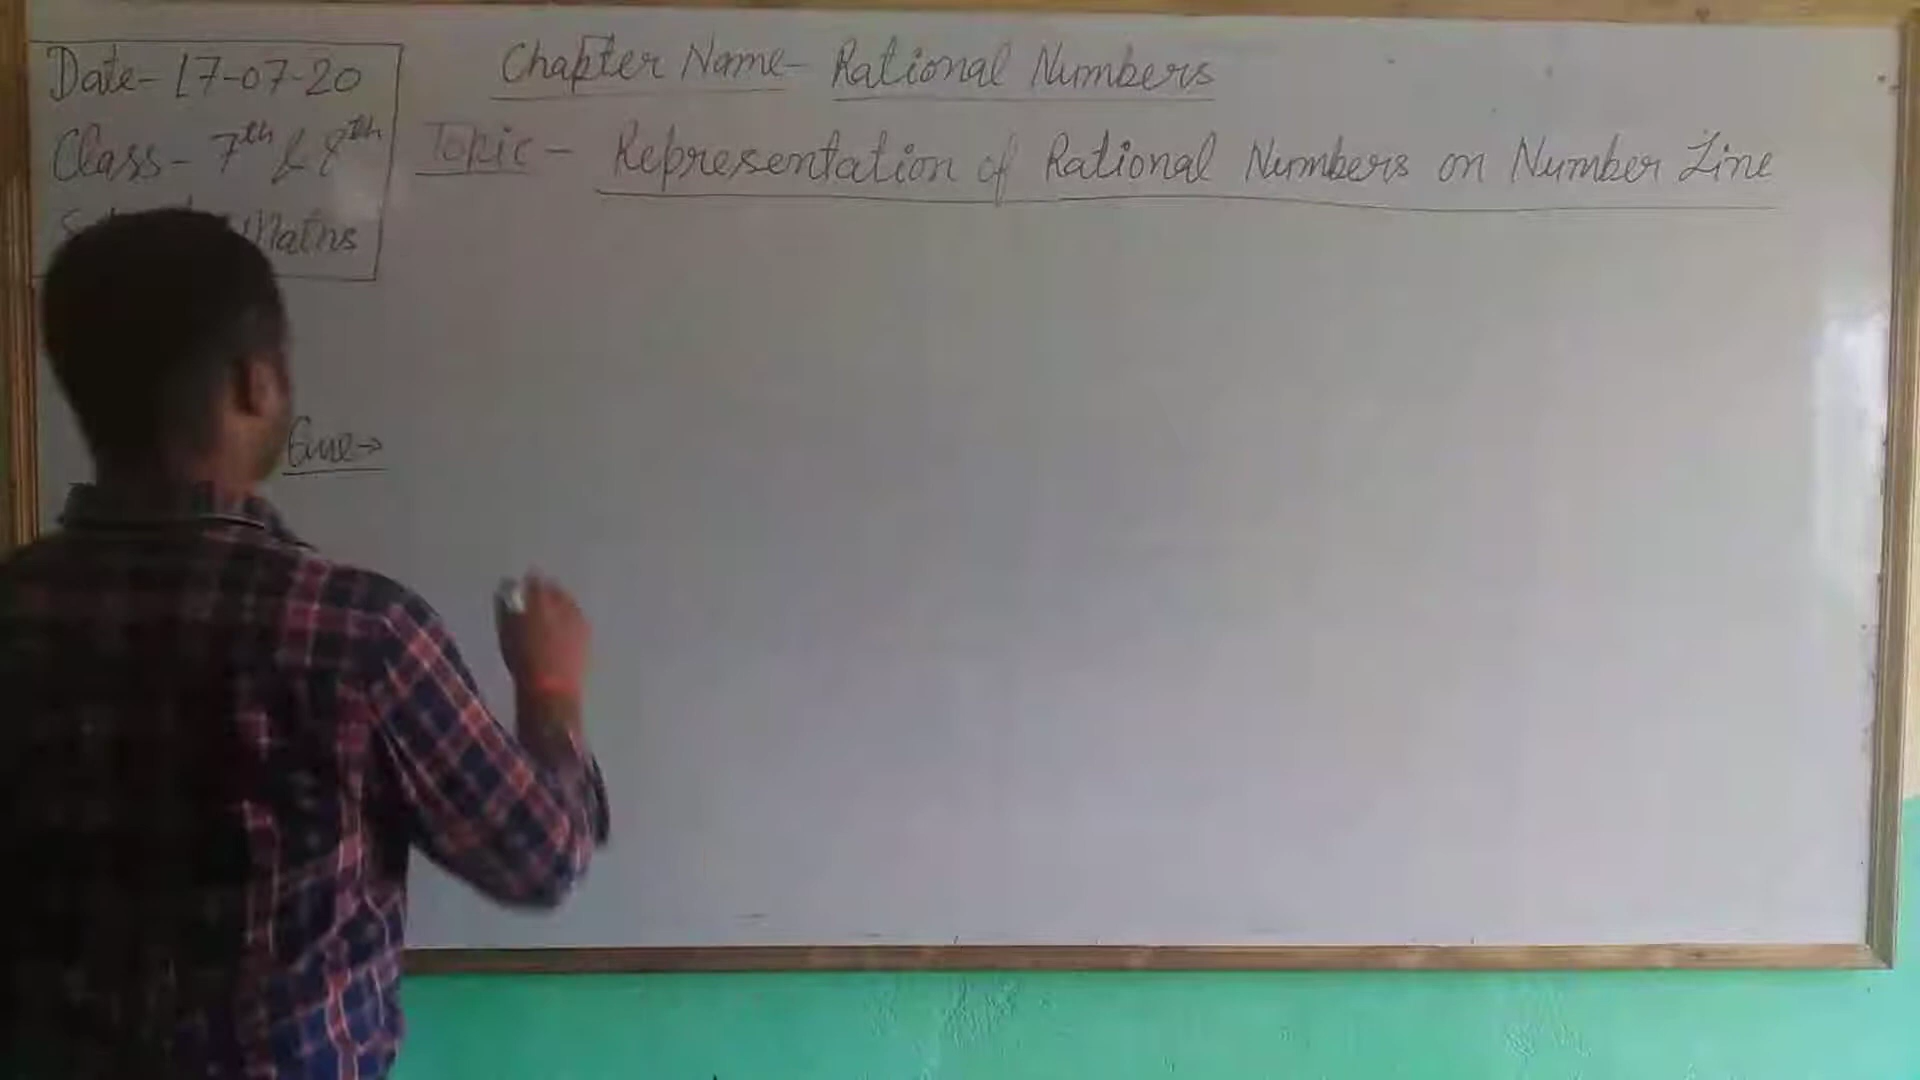 Date- 17-07-20
Chapter Name- Rational Numbers
Class- 7th & 8th
Topic- Representation of Rational Numbers on Number Line
Maths